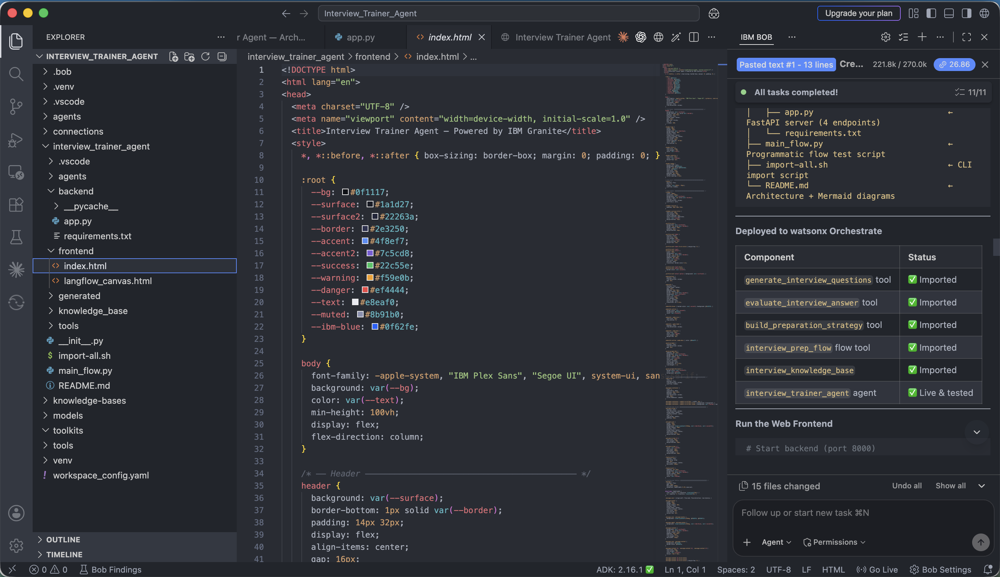 Interview_Trainer_Agent
Upgrade your plan
EXPLORER
r Agent — Arch...
app.py
index.html
Interview Trainer Agent
IBM BOB
INTERVIEW_TRAINER_AGENT
.bob
.venv
.vscode
agents
connections
interview_trainer_agent
.vscode
agents
backend
__pycache__
app.py
requirements.txt
frontend
index.html
langflow_canvas.html
generated
knowledge_base
tools
__init__.py
import-all.sh
main_flow.py
README.md
knowledge-bases
models
toolkits
tools
venv
workspace_config.yaml
OUTLINE
TIMELINE
interview_trainer_agent > frontend > index.html > ...
1 <!DOCTYPE html>
2 <html lang="en">
3 <head>
4 <meta charset="UTF-8" />
5 <meta name="viewport" content="width=device-width, initial-scale=1.0" />
6 <title>Interview Trainer Agent — Powered by IBM Granite</title>
7 <style>
8 *, *::before, *::after { box-sizing: border-box; margin: 0; padding: 0; }
9
10 :root {
11 --bg: #0f1117;
12 --surface: #1a1d27;
13 --surface2: #22263a;
14 --border: #2e3250;
15 --accent: #4f8ef7;
16 --accent2: #7c5cd8;
17 --success: #22c55e;
18 --warning: #f59e0b;
19 --danger: #ef4444;
20 --text: #e8eaf0;
21 --muted: #8b91b0;
22 --ibm-blue: #0f62fe;
23 }
24
25 body {
26 font-family: -apple-system, "IBM Plex Sans", "Segoe UI", system-ui, sans-serif;
27 background: var(--bg);
28 color: var(--text);
29 min-height: 100vh;
30 display: flex;
31 flex-direction: column;
32 }
33
34 /* —— Header ——————————————————————————————— */
35 header {
36 background: var(--surface);
37 border-bottom: 1px solid var(--border);
38 padding: 14px 32px;
39 display: flex;
40 align-items: center;
41 gap: 16px;
Pasted text #1 - 13 lines Cre... 221.8k / 270.0k 26.86
All tasks completed! 11/11
│ ├── app.py ←
FastAPI server (4 endpoints)
│ └── requirements.txt
├── main_flow.py ←
Programmatic flow test script
├── import-all.sh ← CLI
import script
└── README.md ←
Architecture + Mermaid diagrams
Deployed to watsonx Orchestrate
Component Status
generate_interview_questions tool ✅ Imported
evaluate_interview_answer tool ✅ Imported
build_preparation_strategy tool ✅ Imported
interview_prep_flow flow tool ✅ Imported
interview_knowledge_base ✅ Imported
interview_trainer_agent agent ✅ Live & tested
Run the Web Frontend
# Start backend (port 8000)
15 files changed Undo all Show all
Follow up or start new task ⌘N
Agent Permissions
0 0 Bob Findings ADK: 2.16.1 ✅ Ln 1, Col 1 Spaces: 2 UTF-8 LF HTML Go Live Bob Settings